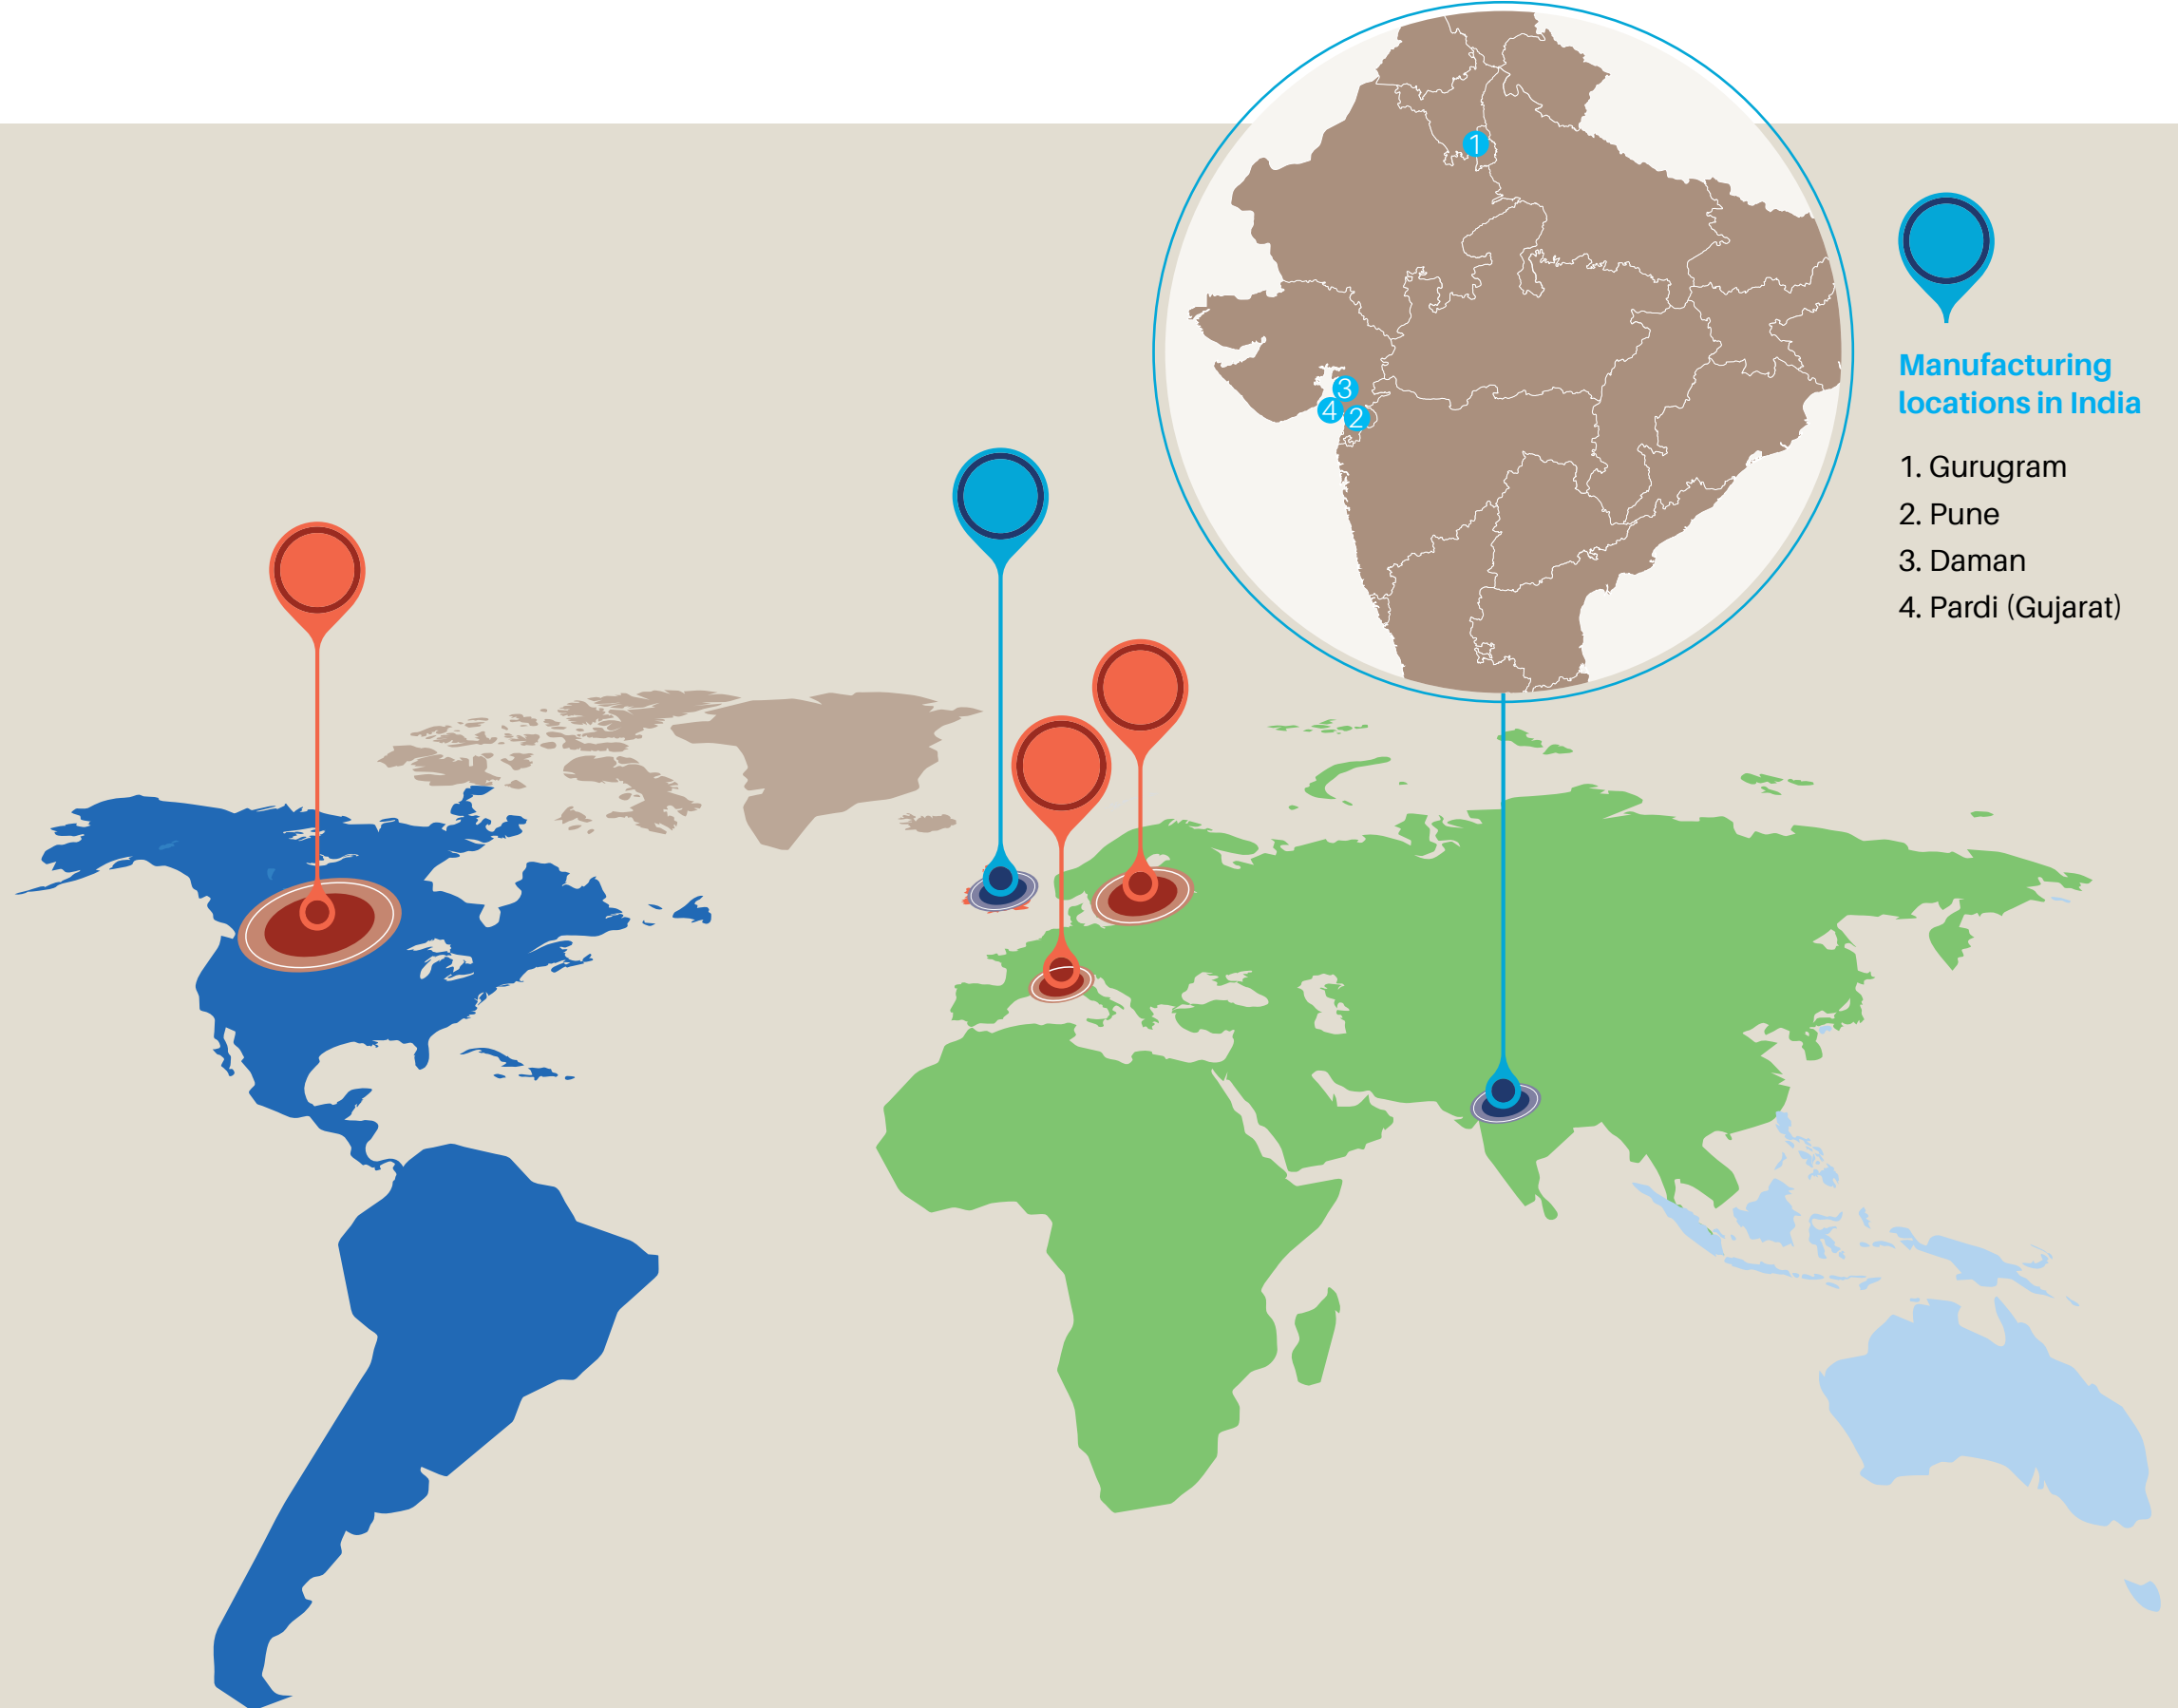 1
3
4
2
Manufacturing
locations in India
1. Gurugram
2. Pune
3. Daman
4. Pardi (Gujarat)